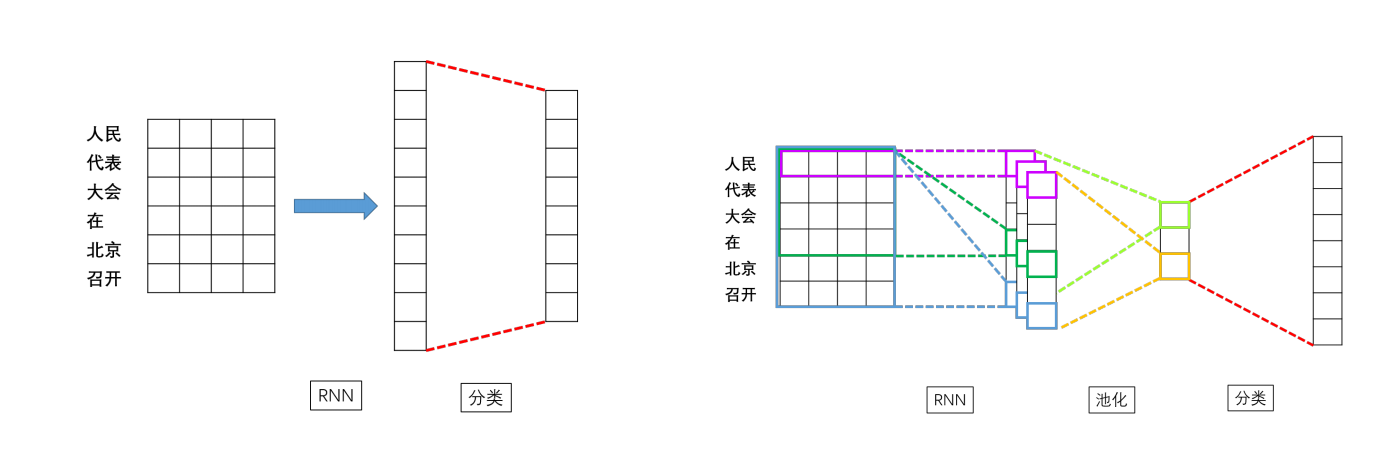 人民
代表
大会
在
北京
召开
RNN
分类
人民
代表
大会
在
北京
召开
RNN
池化
分类